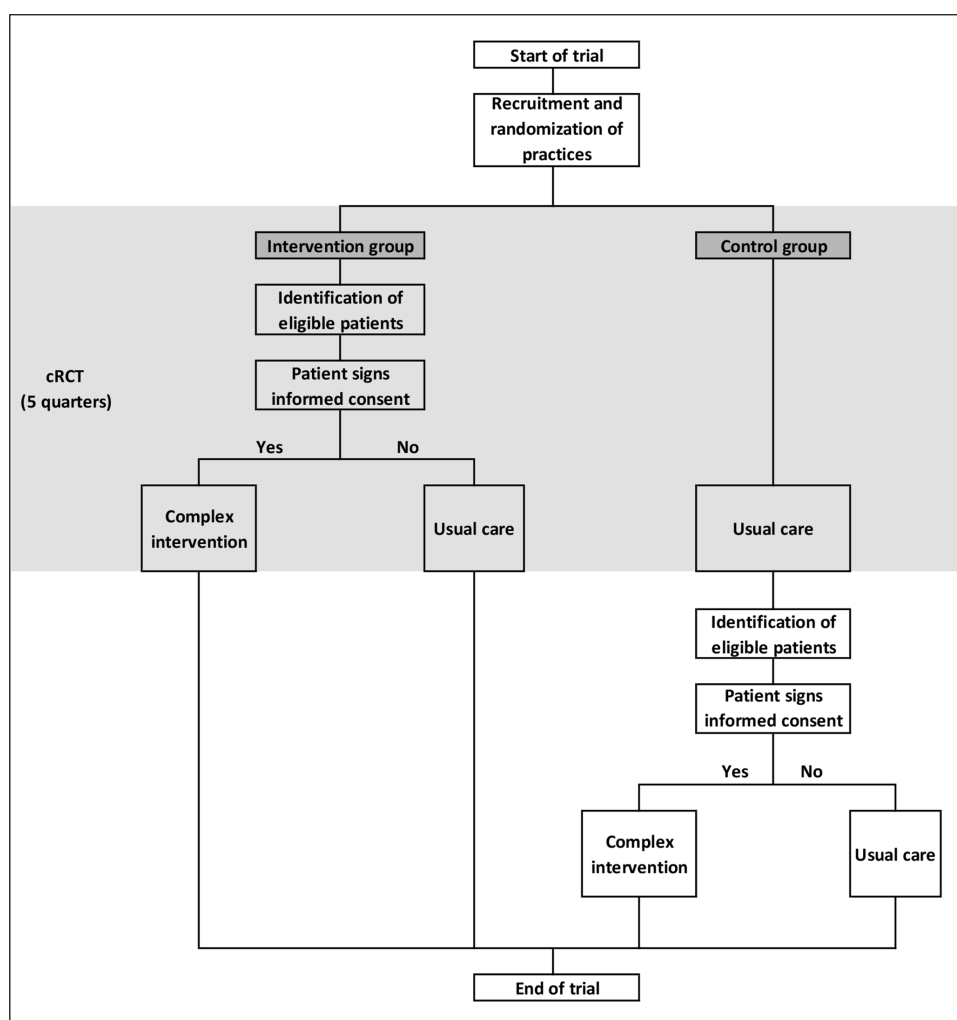 Start of trial
Recruitment and
randomization of
practices
Intervention group
Control group
Identification of
eligible patients
cRCT
(5 quarters)
Patient signs
informed consent
Yes
No
Complex
intervention
Usual care
Usual care
Identification of
eligible patients
Patient signs
informed consent
Yes
No
Complex
intervention
Usual care
End of trial